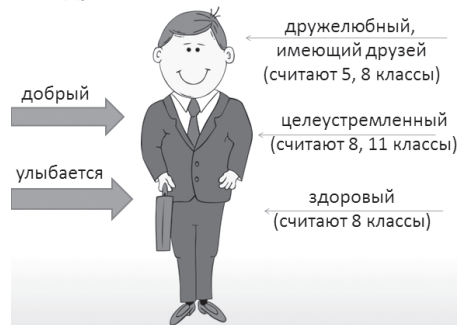 дружелюбный,
имеющий друзей
(считают 5, 8 классы)
добрый
целеустремленный
(считают 8, 11 классы)
улыбается
здоровый
(считают 8 классы)